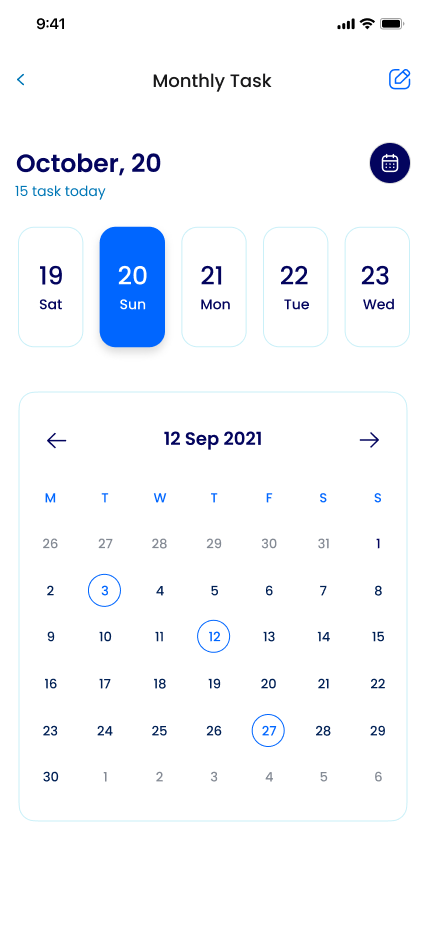 9:41
Monthly Task
October, 20
15 task today
19 20 21 22 23
Sat Sun Mon Tue Wed
12 Sep 2021
M T W T F S S
26 27 28 29 30 31 1
2 3 4 5 6 7 8
9 10 11 12 13 14 15
16 17 18 19 20 21 22
23 24 25 26 27 28 29
30 1 2 3 4 5 6